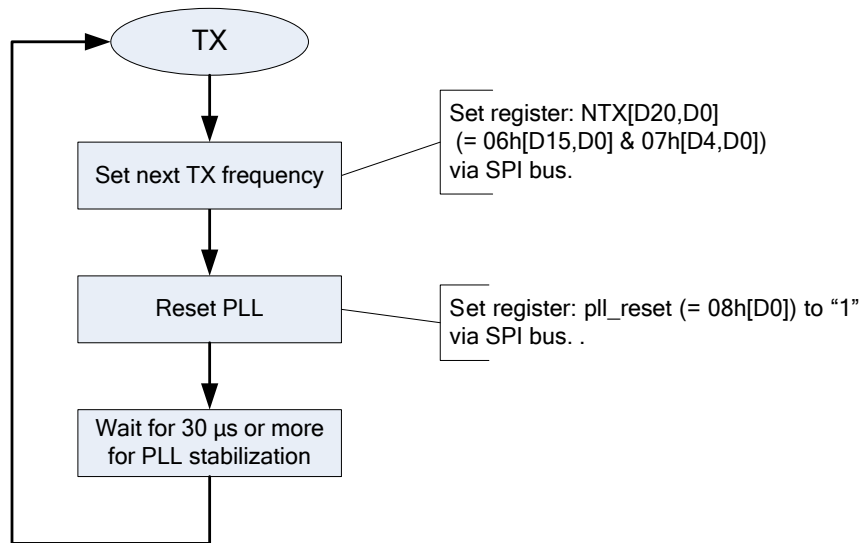 TX
Set next TX frequency
Set register: NTX[D20,D0]
(= 06h[D15,D0] & 07h[D4,D0])
via SPI bus.
Reset PLL
Set register: pll_reset (= 08h[D0]) to “1”
via SPI bus. .
Wait for 30 µs or more
for PLL stabilization